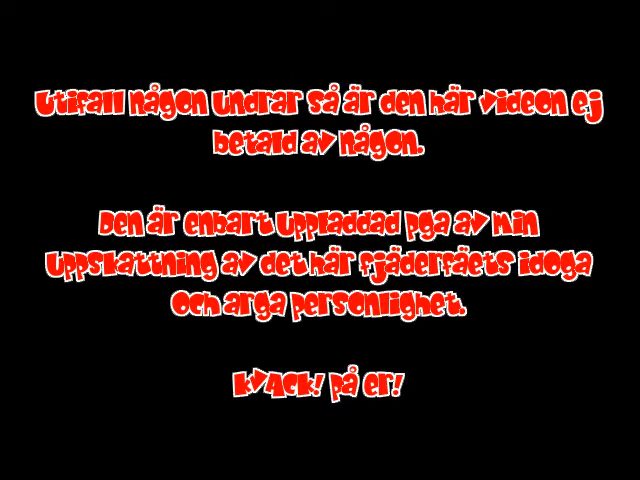 Utifall någon undrar så är den här videon ej
betald av någon.
Den är enbart uppladdad pga av min
uppskattning av det här fjäderfäets idoga
och arga personlighet.
KVACK! på er!